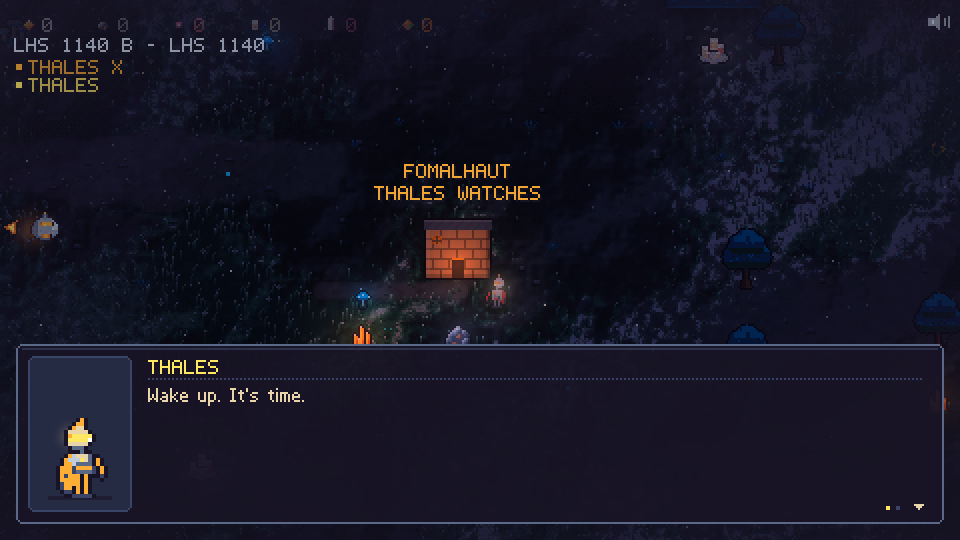 0 0 0 0 0 0
LHS 1140 B - LHS 1140
THALES X
THALES
FOMALHAUT
THALES WATCHES
THALES
Wake up. It's time.